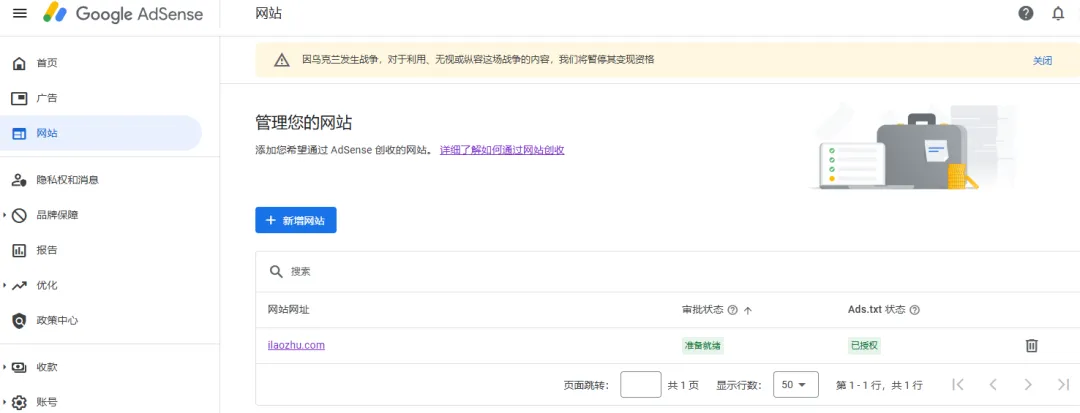 Google AdSense
网站
因乌克兰发生战争，对于利用、无视或纵容这场战争的内容，我们将暂停其变现资格
关闭
首页
广告
网站
隐私权和消息
品牌保障
报告
优化
政策中心
收款
账号
管理您的网站
添加您希望通过 AdSense 创收的网站。 详细了解如何通过网站创收
+ 新增网站
搜索
网站网址 审批状态 Ads.txt 状态
ilaozhu.com 准备就绪 已授权
页面跳转： 共 1 页 显示行数： 50 第 1 - 1 行，共 1 行